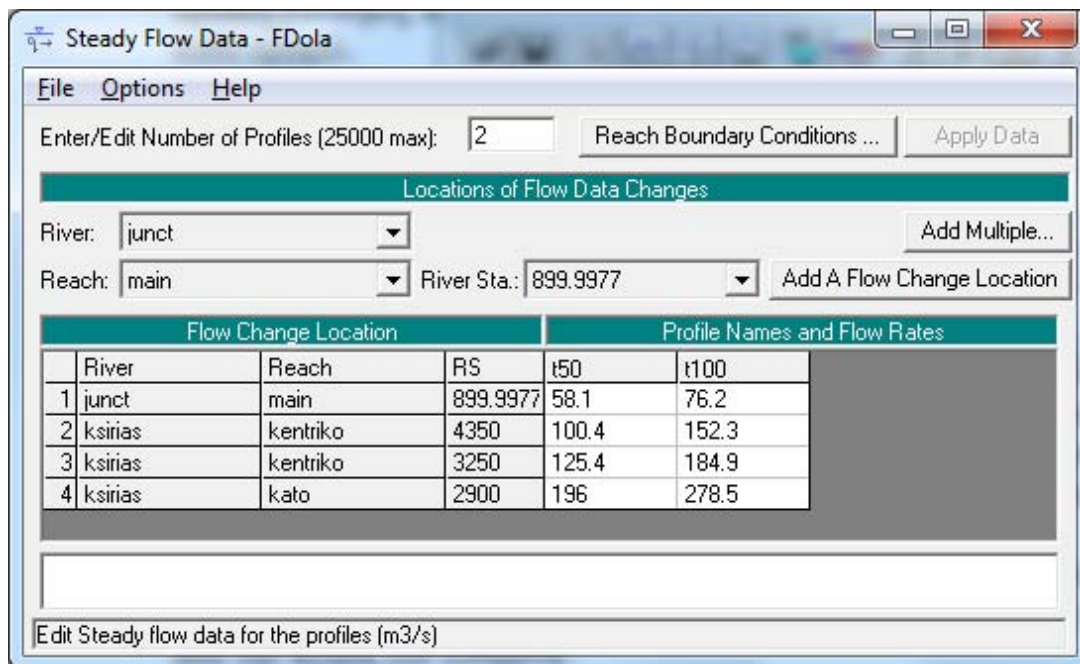 Steady Flow Data - FDola
File Options Help
Enter/Edit Number of Profiles (25000 max): 2 Reach Boundary Conditions ... Apply Data
Locations of Flow Data Changes
River: junct Add Multiple...
Reach: main River Sta.: 899.9977 Add A Flow Change Location
Flow Change Location Profile Names and Flow Rates
River Reach RS t50 t100
1 junct main 899.9977 58.1 76.2
2 ksirias kentriko 4350 100.4 152.3
3 ksirias kentriko 3250 125.4 184.9
4 ksirias kato 2900 196 278.5
Edit Steady flow data for the profiles (m3/s)